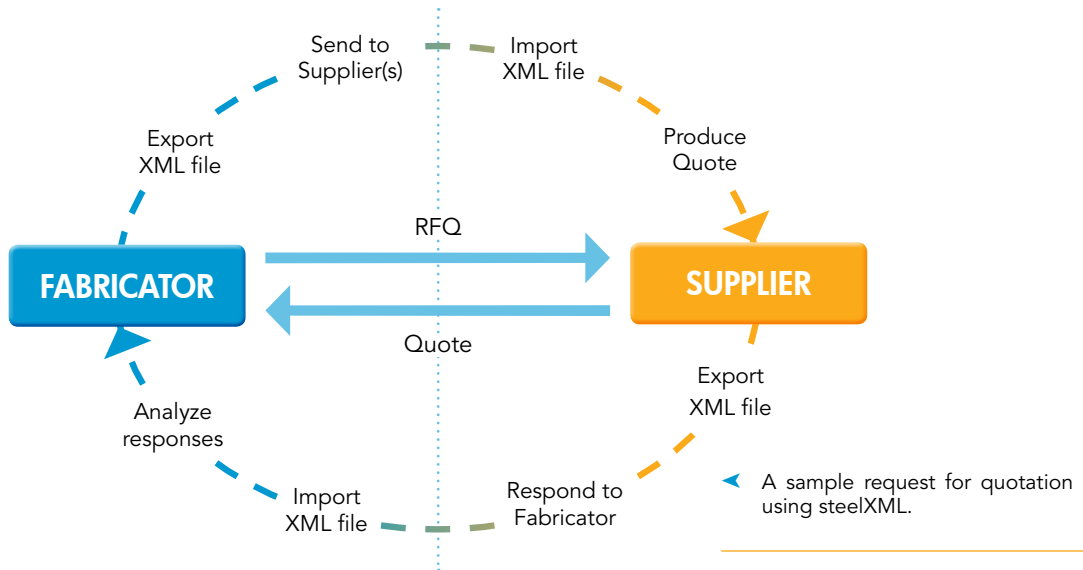 Send to
Supplier(s)
Import
XML file
Export
XML file
Produce
Quote
RFQ
FABRICATOR
SUPPLIER
Quote
Export
XML file
Analyze
responses
Import
XML file
Respond to
Fabricator
A sample request for quotation
using steelXML.